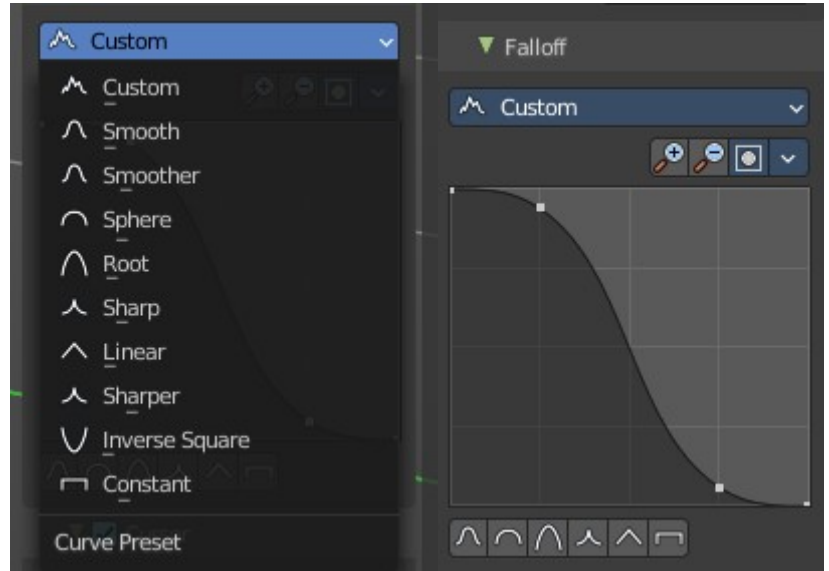 Custom
Custom
Smooth
Smoother
Sphere
Root
Sharp
Linear
Sharper
Inverse Square
Constant
Curve Preset
Falloff
Custom